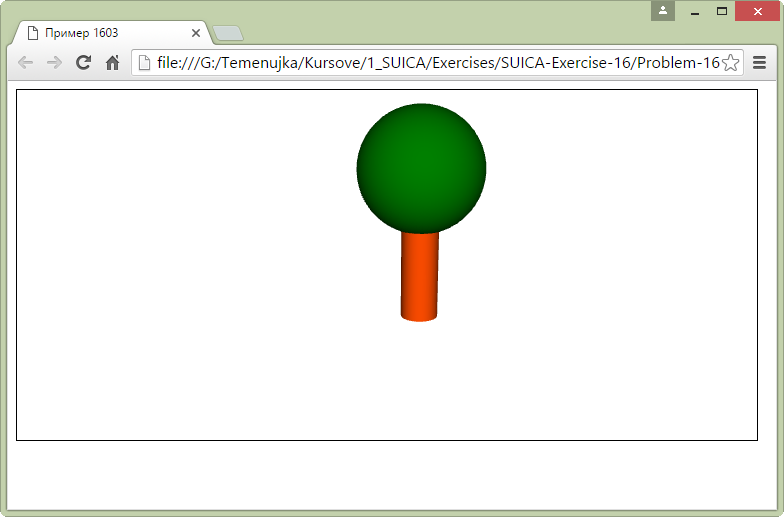 Пример 1603
file:///G:/Temenujka/Kursove/1_SUICA/Exercises/SUICA-Exercise-16/Problem-16